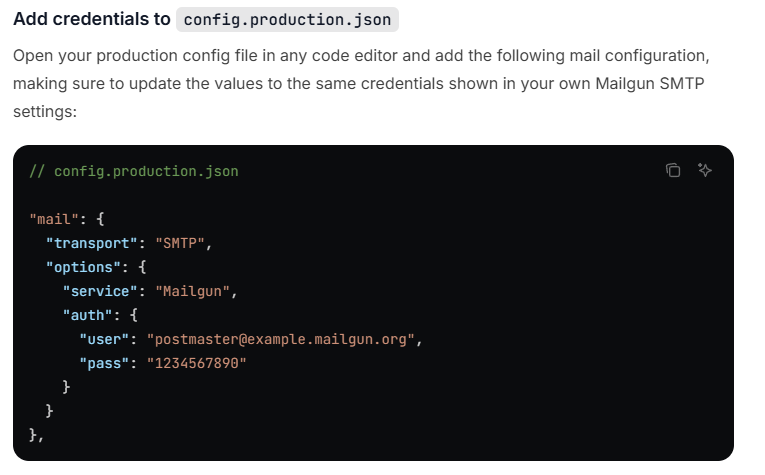 Add credentials to config.production.json
Open your production config file in any code editor and add the following mail configuration,
making sure to update the values to the same credentials shown in your own Mailgun SMTP
settings:
// config.production.json
"mail": {
  "transport": "SMTP",
  "options": {
    "service": "Mailgun",
    "auth": {
      "user": "postmaster@example.mailgun.org",
      "pass": "1234567890"
    }
  }
},